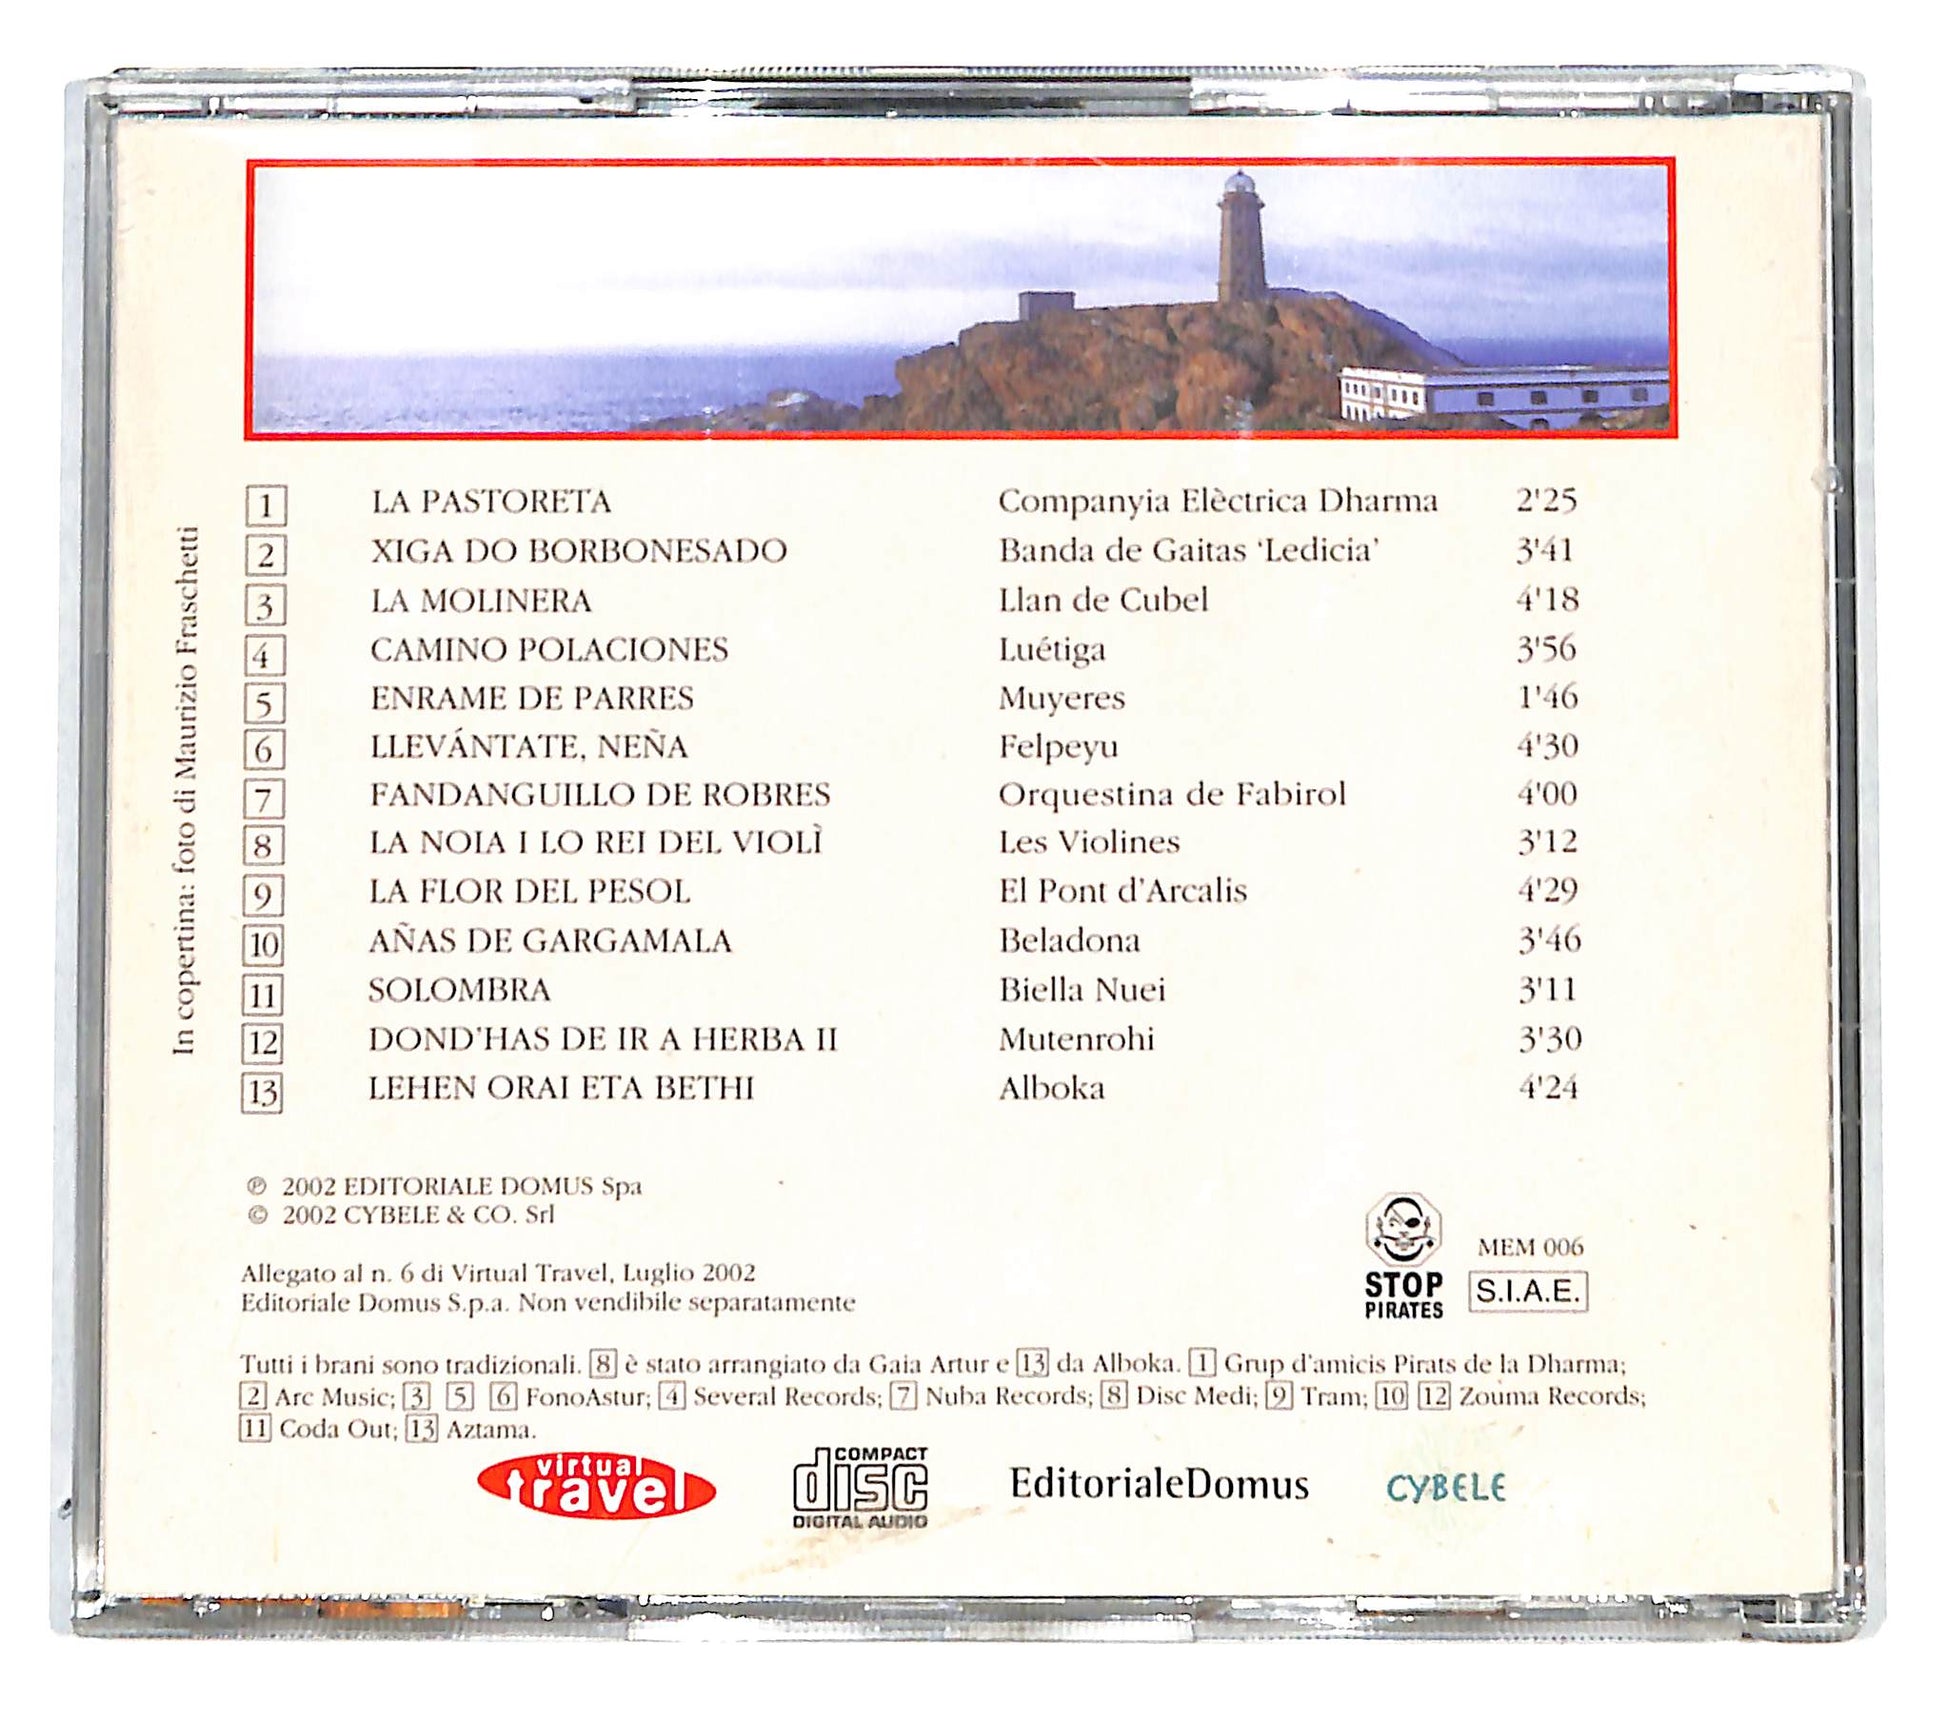 In copertina: foto di Maurizio Fraschetti
1 LA PASTORETA Companyia Elèctrica Dharma 2'25
2 XIGA DO BORBONESADO Banda de Gaitas ‘Ledicia’ 3'41
3 LA MOLINERA Llan de Cubel 4'18
4 CAMINO POLACIONES Luétiga 3'56
5 ENRAME DE PARRES Muyeres 1'46
6 LLEVÁNTATE, NEÑA Felpeyu 4'30
7 FANDANGUILLO DE ROBRES Orquestina de Fabirol 4'00
8 LA NOIA I LO REI DEL VIOLÌ Les Violines 3'12
9 LA FLOR DEL PESOL El Pont d'Arcalis 4'29
10 AÑAS DE GARGAMALA Beladona 3'46
11 SOLOMBRA Biella Nuei 3'11
12 DOND'HAS DE IR A HERBA II Mutenrohi 3'30
13 LEHEN ORAI ETA BETHI Alboka 4'24
℗ 2002 EDITORIALE DOMUS Spa
© 2002 CYBELE & CO. Srl
Allegato al n. 6 di Virtual Travel, Luglio 2002
Editoriale Domus S.p.a. Non vendibile separatamente
STOP
PIRATES
MEM 006
S.I.A.E.
Tutti i brani sono tradizionali. 8 è stato arrangiato da Gaia Artur e 13 da Alboka. 1 Grup d'amicis Pirats de la Dharma;
2 Arc Music; 3 5 6 FonoAstur; 4 Several Records; 7 Nuba Records; 8 Disc Medi; 9 Tram; 10 12 Zouma Records;
11 Coda Out; 13 Aztama.
virtual
travel
COMPACT
disc
DIGITAL AUDIO
EditorialeDomus
CYBELE